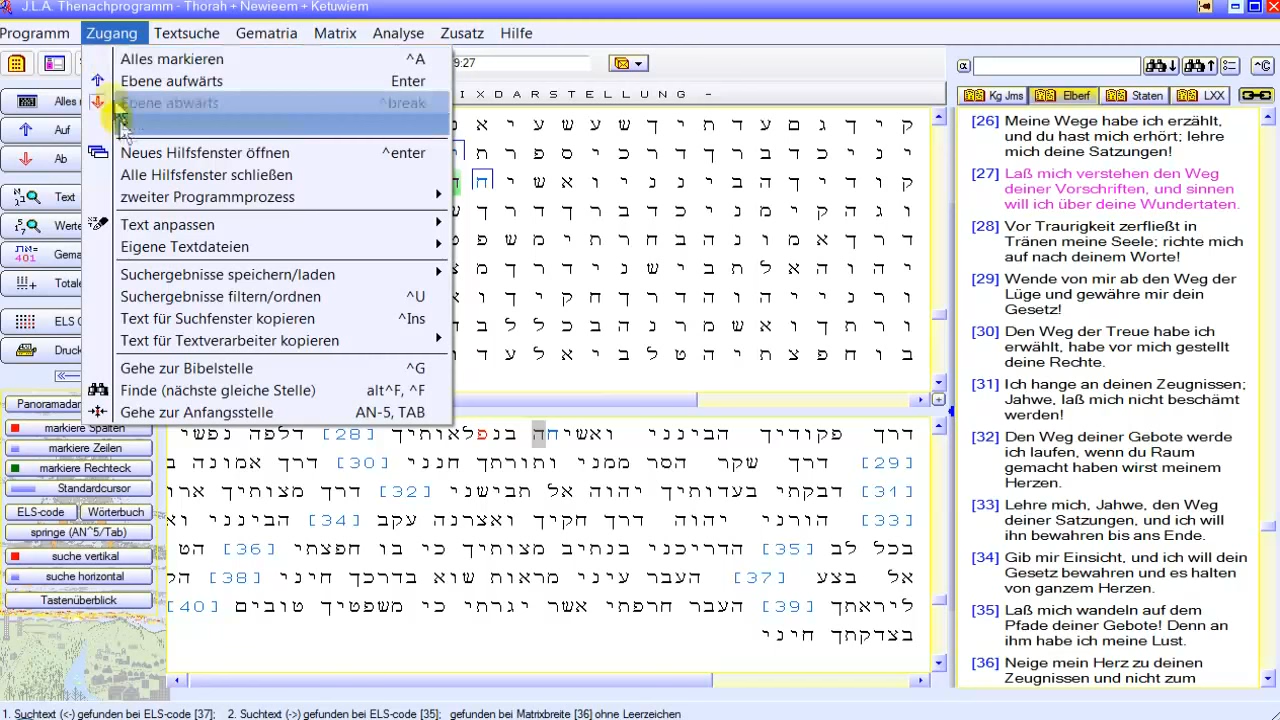 J.L.A. Thenachprogramm - Thorah + Newieem + Ketuwiem
Programm Zugang Textsuche Gematria Matrix Analyse Zusatz Hilfe
Alles markieren ^A
Ebene aufwärts Enter
Ebene abwärts ^break
Neues Hilfsfenster öffnen ^enter
Alle Hilfsfenster schließen
zweiter Programmprozess
Text anpassen
Eigene Textdateien
Suchergebnisse speichern/laden
Suchergebnisse filtern/ordnen ^U
Text für Suchfenster kopieren ^Ins
Text für Textverarbeiter kopieren
Gehe zur Bibelstelle ^G
Finde (nächste gleiche Stelle) alt^F, ^F
Gehe zur Anfangsstelle AN-5, TAB
Alles
Auf
Ab
Text
Werte
Gema
Totale
ELS
Druck
Panoramadar
markiere Spalten
markiere Zeilen
markiere Rechteck
Standardcursor
ELS-code Wörterbuch
springe (AN^5/Tab)
suche vertikal
suche horizontal
Tastenüberblick
9:27
I X D A R S T E L L U N G -
דרך פקודיך הבינני ואשיחה בנפלאותיך [28] דלפה נפשי
[29] דרך שקר הסר ממני ותורתך חנני [30] דרך אמונה ב
[31] דבקתי בעדותיך יהוה אל תבישני [32] דרך מצותיך ארו
[33] הורני יהוה דרך חקיך ואצרנה עקב [34] הבינני וא
בכל לב [35] הדריכני בנתיב מצותיך כי בו חפצתי [36] הט
אל בצע [37] העבר עיני מראות שוא בדרכך חיני [38] הק
ליראתך [39] העבר חרפתי אשר יגרתי כי משפטיך טובים [40]
בצדקתך חיני
α ^C
Kg Jms Elberf Staten LXX
[26] Meine Wege habe ich erzählt,
und du hast mich erhört; lehre
mich deine Satzungen!
[27] Laß mich verstehen den Weg
deiner Vorschriften, und sinnen
will ich über deine Wundertaten.
[28] Vor Traurigkeit zerfließt in
Tränen meine Seele; richte mich
auf nach deinem Worte!
[29] Wende von mir ab den Weg der
Lüge und gewähre mir dein
Gesetz!
[30] Den Weg der Treue habe ich
erwählt, habe vor mich gestellt
deine Rechte.
[31] Ich hange an deinen Zeugnissen;
Jahwe, laß mich nicht beschämt
werden!
[32] Den Weg deiner Gebote werde
ich laufen, wenn du Raum
gemacht haben wirst meinem
Herzen.
[33] Lehre mich, Jahwe, den Weg
deiner Satzungen, und ich will
ihn bewahren bis ans Ende.
[34] Gib mir Einsicht, und ich will dein
Gesetz bewahren und es halten
von ganzem Herzen.
[35] Laß mich wandeln auf dem
Pfade deiner Gebote! Denn an
ihm habe ich meine Lust.
[36] Neige mein Herz zu deinen
Zeugnissen und nicht zum
1. Suchtext (<-) gefunden bei ELS-code [37]; 2. Suchtext (->) gefunden bei ELS-code [35]; gefunden bei Matrixbreite [36] ohne Leerzeichen